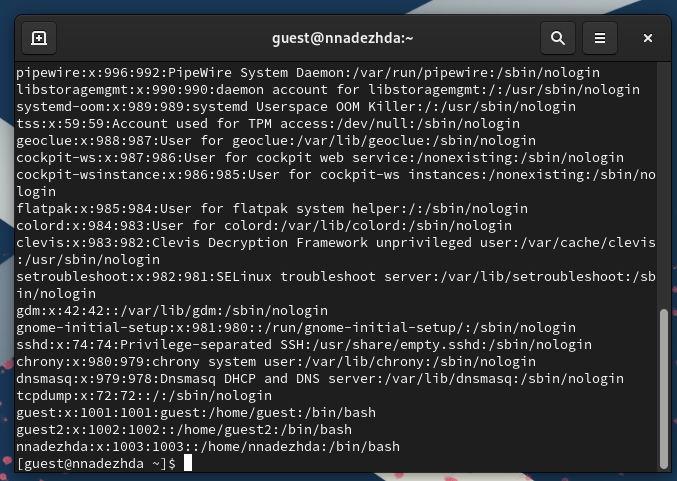 guest@nnadezhda:~
pipewire:x:996:992:PipeWire System Daemon:/var/run/pipewire:/sbin/nologin
libstoragemgmt:x:990:990:daemon account for libstoragemgmt:/:/usr/sbin/nologin
systemd-oom:x:989:989:systemd Userspace OOM Killer:/:/usr/sbin/nologin
tss:x:59:59:Account used for TPM access:/dev/null:/sbin/nologin
geoclue:x:988:987:User for geoclue:/var/lib/geoclue:/sbin/nologin
cockpit-ws:x:987:986:User for cockpit web service:/nonexisting:/sbin/nologin
cockpit-wsinstance:x:986:985:User for cockpit-ws instances:/nonexisting:/sbin/no
login
flatpak:x:985:984:User for flatpak system helper:/:/sbin/nologin
colord:x:984:983:User for colord:/var/lib/colord:/sbin/nologin
clevis:x:983:982:Clevis Decryption Framework unprivileged user:/var/cache/clevis
:/usr/sbin/nologin
setroubleshoot:x:982:981:SELinux troubleshoot server:/var/lib/setroubleshoot:/sb
in/nologin
gdm:x:42:42::/var/lib/gdm:/sbin/nologin
gnome-initial-setup:x:981:980::/run/gnome-initial-setup/:/sbin/nologin
sshd:x:74:74:Privilege-separated SSH:/usr/share/empty.sshd:/sbin/nologin
chrony:x:980:979:chrony system user:/var/lib/chrony:/sbin/nologin
dnsmasq:x:979:978:Dnsmasq DHCP and DNS server:/var/lib/dnsmasq:/sbin/nologin
tcpdump:x:72:72::/:/sbin/nologin
guest:x:1001:1001:guest:/home/guest:/bin/bash
guest2:x:1002:1002::/home/guest2:/bin/bash
nnadezhda:x:1003:1003::/home/nnadezhda:/bin/bash
[guest@nnadezhda ~]$